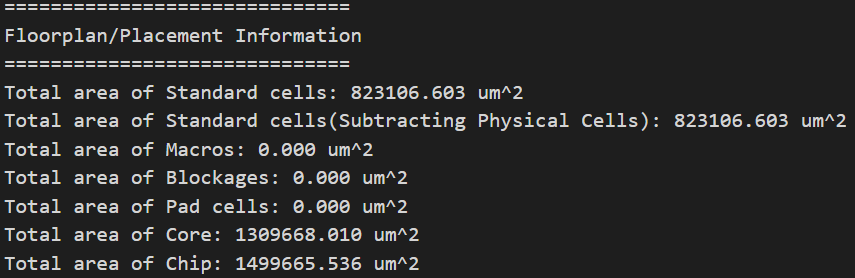 ==============================
Floorplan/Placement Information
==============================
Total area of Standard cells: 823106.603 um^2
Total area of Standard cells(Subtracting Physical Cells): 823106.603 um^2
Total area of Macros: 0.000 um^2
Total area of Blockages: 0.000 um^2
Total area of Pad cells: 0.000 um^2
Total area of Core: 1309668.010 um^2
Total area of Chip: 1499665.536 um^2